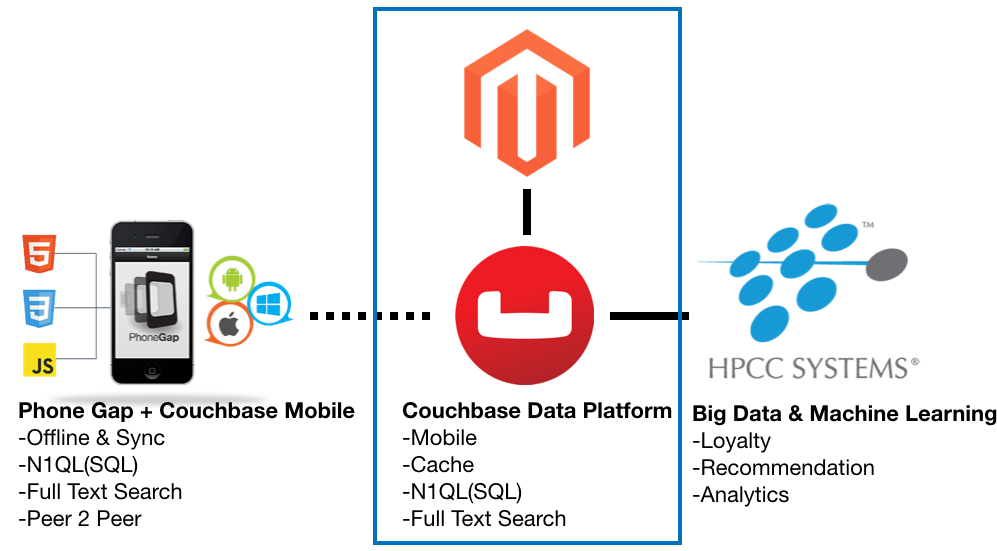 5
3
JS
Home
PhoneGap
TM
HPCC SYSTEMS®
Phone Gap + Couchbase Mobile
-Offline & Sync
-N1QL(SQL)
-Full Text Search
-Peer 2 Peer
Couchbase Data Platform
-Mobile
-Cache
-N1QL(SQL)
-Full Text Search
Big Data & Machine Learning
-Loyalty
-Recommendation
-Analytics